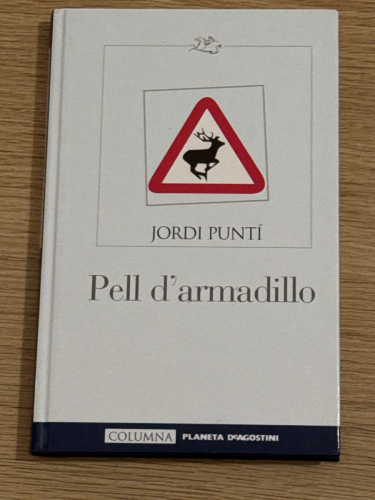 JORDI PUNTÍ
Pell d'armadillo
COLUMNA PLANETA DEAGOSTINI